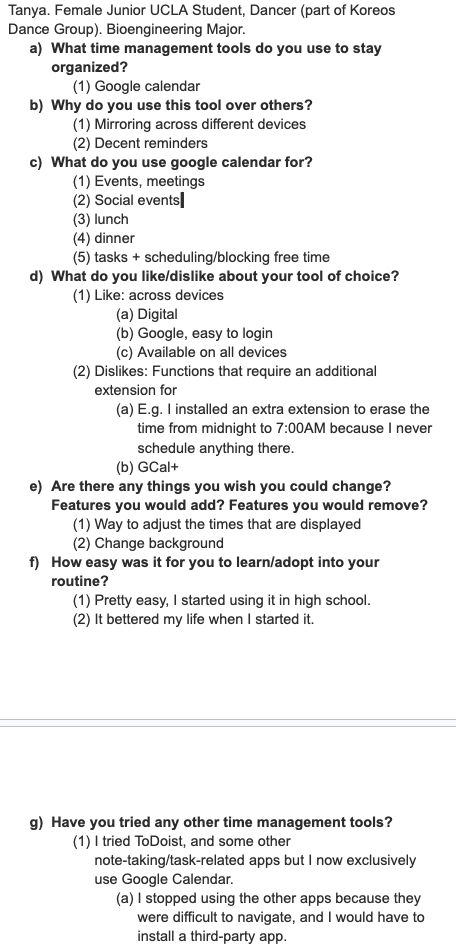 Tanya. Female Junior UCLA Student, Dancer (part of Koreos
Dance Group). Bioengineering Major.
a) What time management tools do you use to stay
organized?
(1) Google calendar
b) Why do you use this tool over others?
(1) Mirroring across different devices
(2) Decent reminders
c) What do you use google calendar for?
(1) Events, meetings
(2) Social events
(3) lunch
(4) dinner
(5) tasks + scheduling/blocking free time
d) What do you like/dislike about your tool of choice?
(1) Like: across devices
(a) Digital
(b) Google, easy to login
(c) Available on all devices
(2) Dislikes: Functions that require an additional
extension for
(a) E.g. I installed an extra extension to erase the
time from midnight to 7:00AM because I never
schedule anything there.
(b) GCal+
e) Are there any things you wish you could change?
Features you would add? Features you would remove?
(1) Way to adjust the times that are displayed
(2) Change background
f) How easy was it for you to learn/adopt into your
routine?
(1) Pretty easy, I started using it in high school.
(2) It bettered my life when I started it.
g) Have you tried any other time management tools?
(1) I tried ToDoist, and some other
note-taking/task-related apps but I now exclusively
use Google Calendar.
(a) I stopped using the other apps because they
were difficult to navigate, and I would have to
install a third-party app.